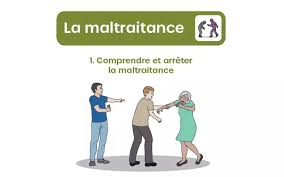 La maltraitance
1. Comprendre et arrêter
la maltraitance